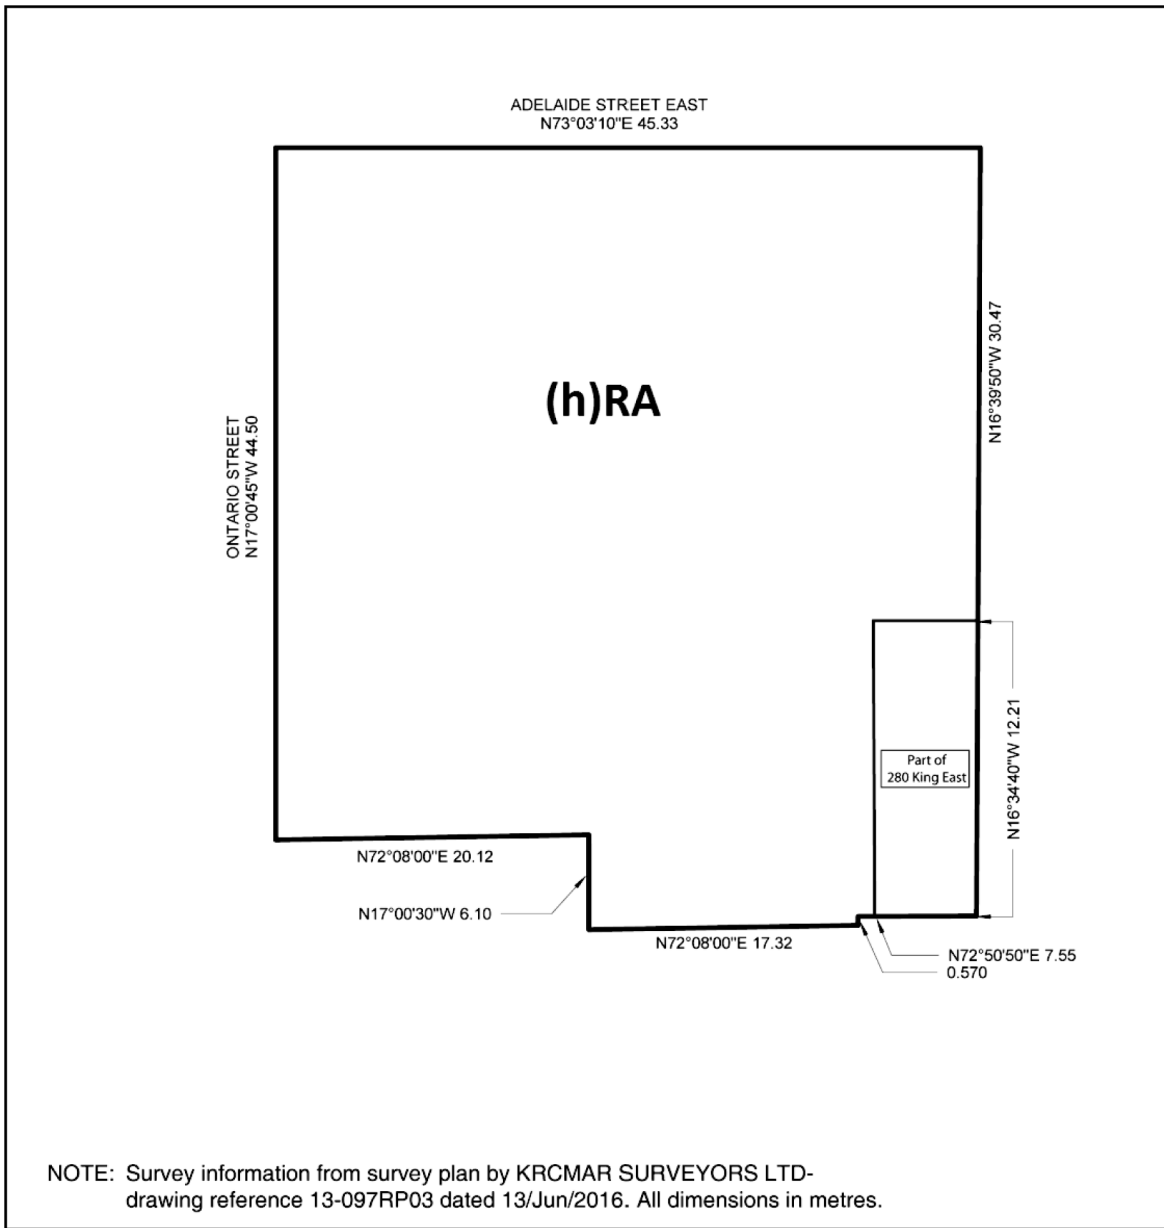 ADELAIDE STREET EAST
N73°03'10"E 45.33
N16°39'50"W 30.47
(h)RA
ONTARIO STREET
N17°00'45"W 44.50
N16°34'40"W 12.21
Part of
280 King East
N72°08'00"E 20.12
N17°00'30"W 6.10
N72°08'00"E 17.32
N72°50'50"E 7.55
0.570
NOTE: Survey information from survey plan by KRCMAR SURVEYORS LTD-
drawing reference 13-097RP03 dated 13/Jun/2016. All dimensions in metres.